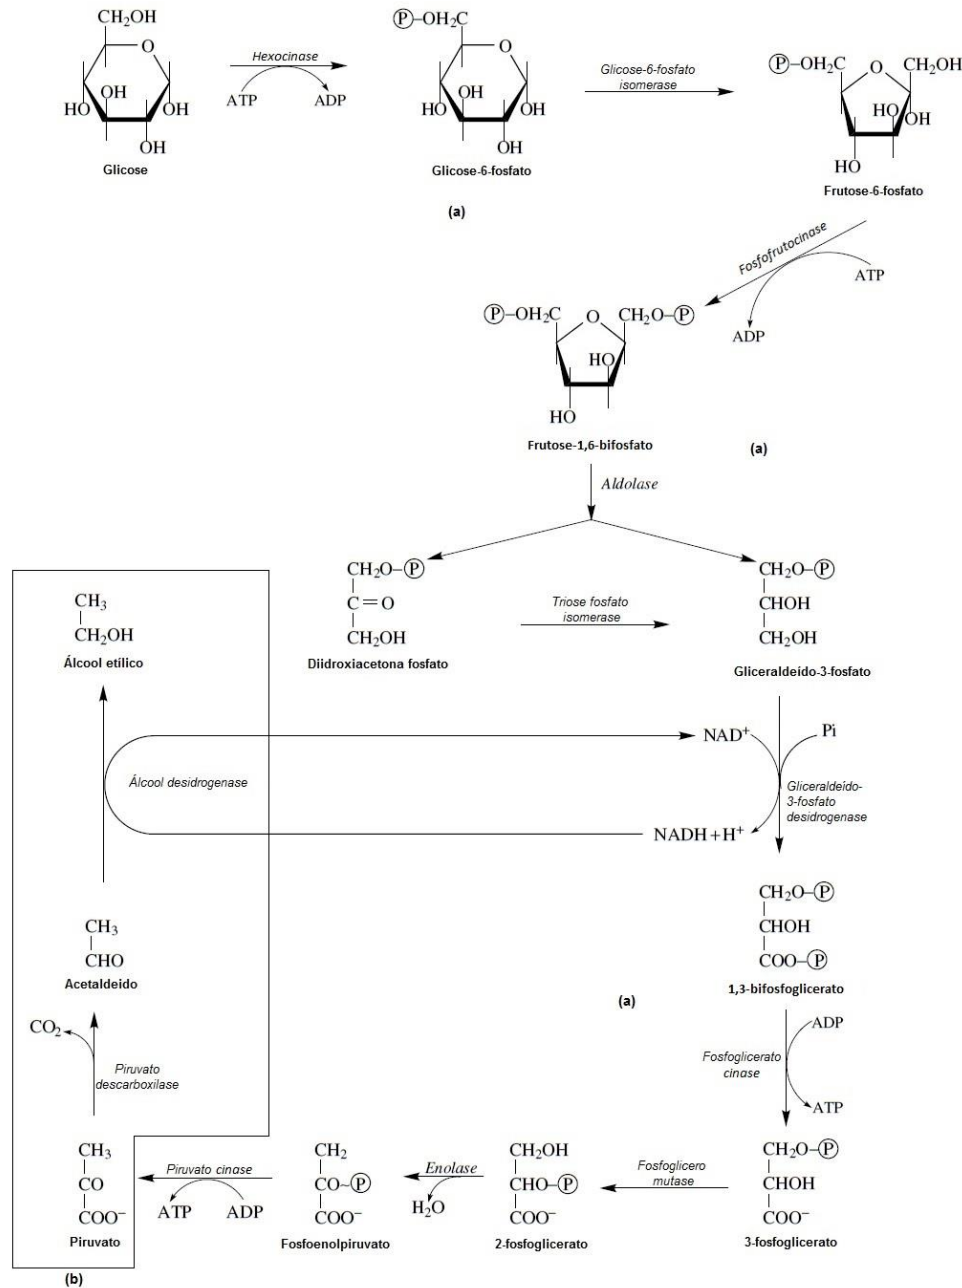 CH₂OH
O
OH
OH
OH
OH
Glicose
Hexocinase
ATP
ADP
Ⓟ–OH₂C
O
OH
OH
OH
OH
Glicose-6-fosfato
(a)
Glicose-6-fosfato
isomerase
Ⓟ–OH₂C
O
CH₂OH
HO
OH
HO
Frutose-6-fosfato
Fosfofrutocinase
ATP
ADP
Ⓟ–OH₂C
O
CH₂O–Ⓟ
HO
HO
Frutose-1,6-bifosfato
(a)
Aldolase
CH₂O–Ⓟ
C=O
CH₂OH
Diidroxiacetona fosfato
Triose fosfato
isomerase
CH₂O–Ⓟ
CHOH
CH₂OH
Gliceraldeído-3-fosfato
NAD⁺
Pi
Gliceraldeído-
3-fosfato
desidrogenase
NADH+H⁺
CH₂O–Ⓟ
CHOH
COO–Ⓟ
1,3-bifosfoglicerato
(a)
ADP
Fosfoglicerato
cinase
ATP
CH₂O–Ⓟ
CHOH
COO⁻
3-fosfoglicerato
Fosfoglicero
mutase
CH₂OH
CHO–Ⓟ
COO⁻
2-fosfoglicerato
Enolase
H₂O
CH₂
CO~Ⓟ
COO⁻
Fosfoenolpiruvato
Piruvato cinase
ATP
ADP
CH₃
CO
COO⁻
Piruvato
(b)
CO₂
Piruvato
descarboxilase
CH₃
CHO
Acetaldeido
Álcool desidrogenase
CH₃
CH₂OH
Álcool etílico